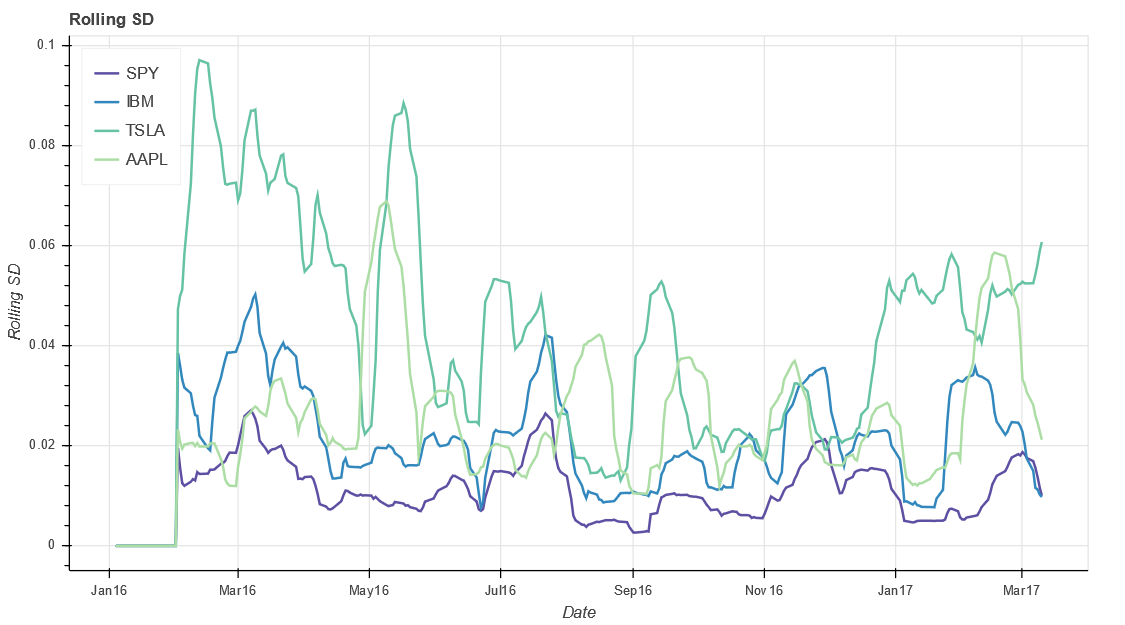 Rolling SD
SPY
IBM
TSLA
AAPL
0.1
0.08
0.06
0.04
0.02
0
Rolling SD
Jan16 Mar16 May16 Jul16 Sep16 Nov16 Jan17 Mar17
Date